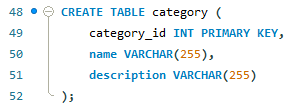 48 CREATE TABLE category (
49 category_id INT PRIMARY KEY,
50 name VARCHAR(255),
51 description VARCHAR(255)
52 );